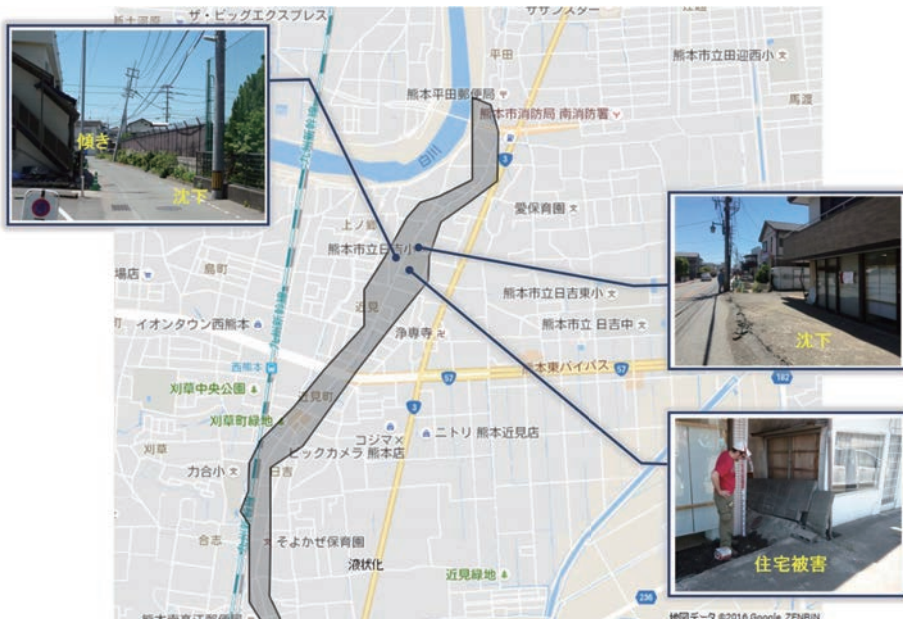 ザ・ビッグエクスプレス
平田
熊本市立田迎西小
熊本平田郵便局
熊本市消防局 南消防署
馬渡
白川
3
傾き
沈下
愛保育園
上ノ郷
熊本市立日吉小
場店
島町
近見
熊本市立日吉東小
イオンタウン西熊本
浄専寺
熊本市立 日吉中
沈下
西熊本
57
熊本東バイパス
57
刈草中央公園
近見町
3
刈草町緑地
ニトリ 熊本近見店
コジマ×
ビックカメラ 熊本店
刈草
力合小
日吉
合志
そよかぜ保育園
液状化
近見緑地
住宅被害
236
地図データ ©2016 Google, ZENRIN